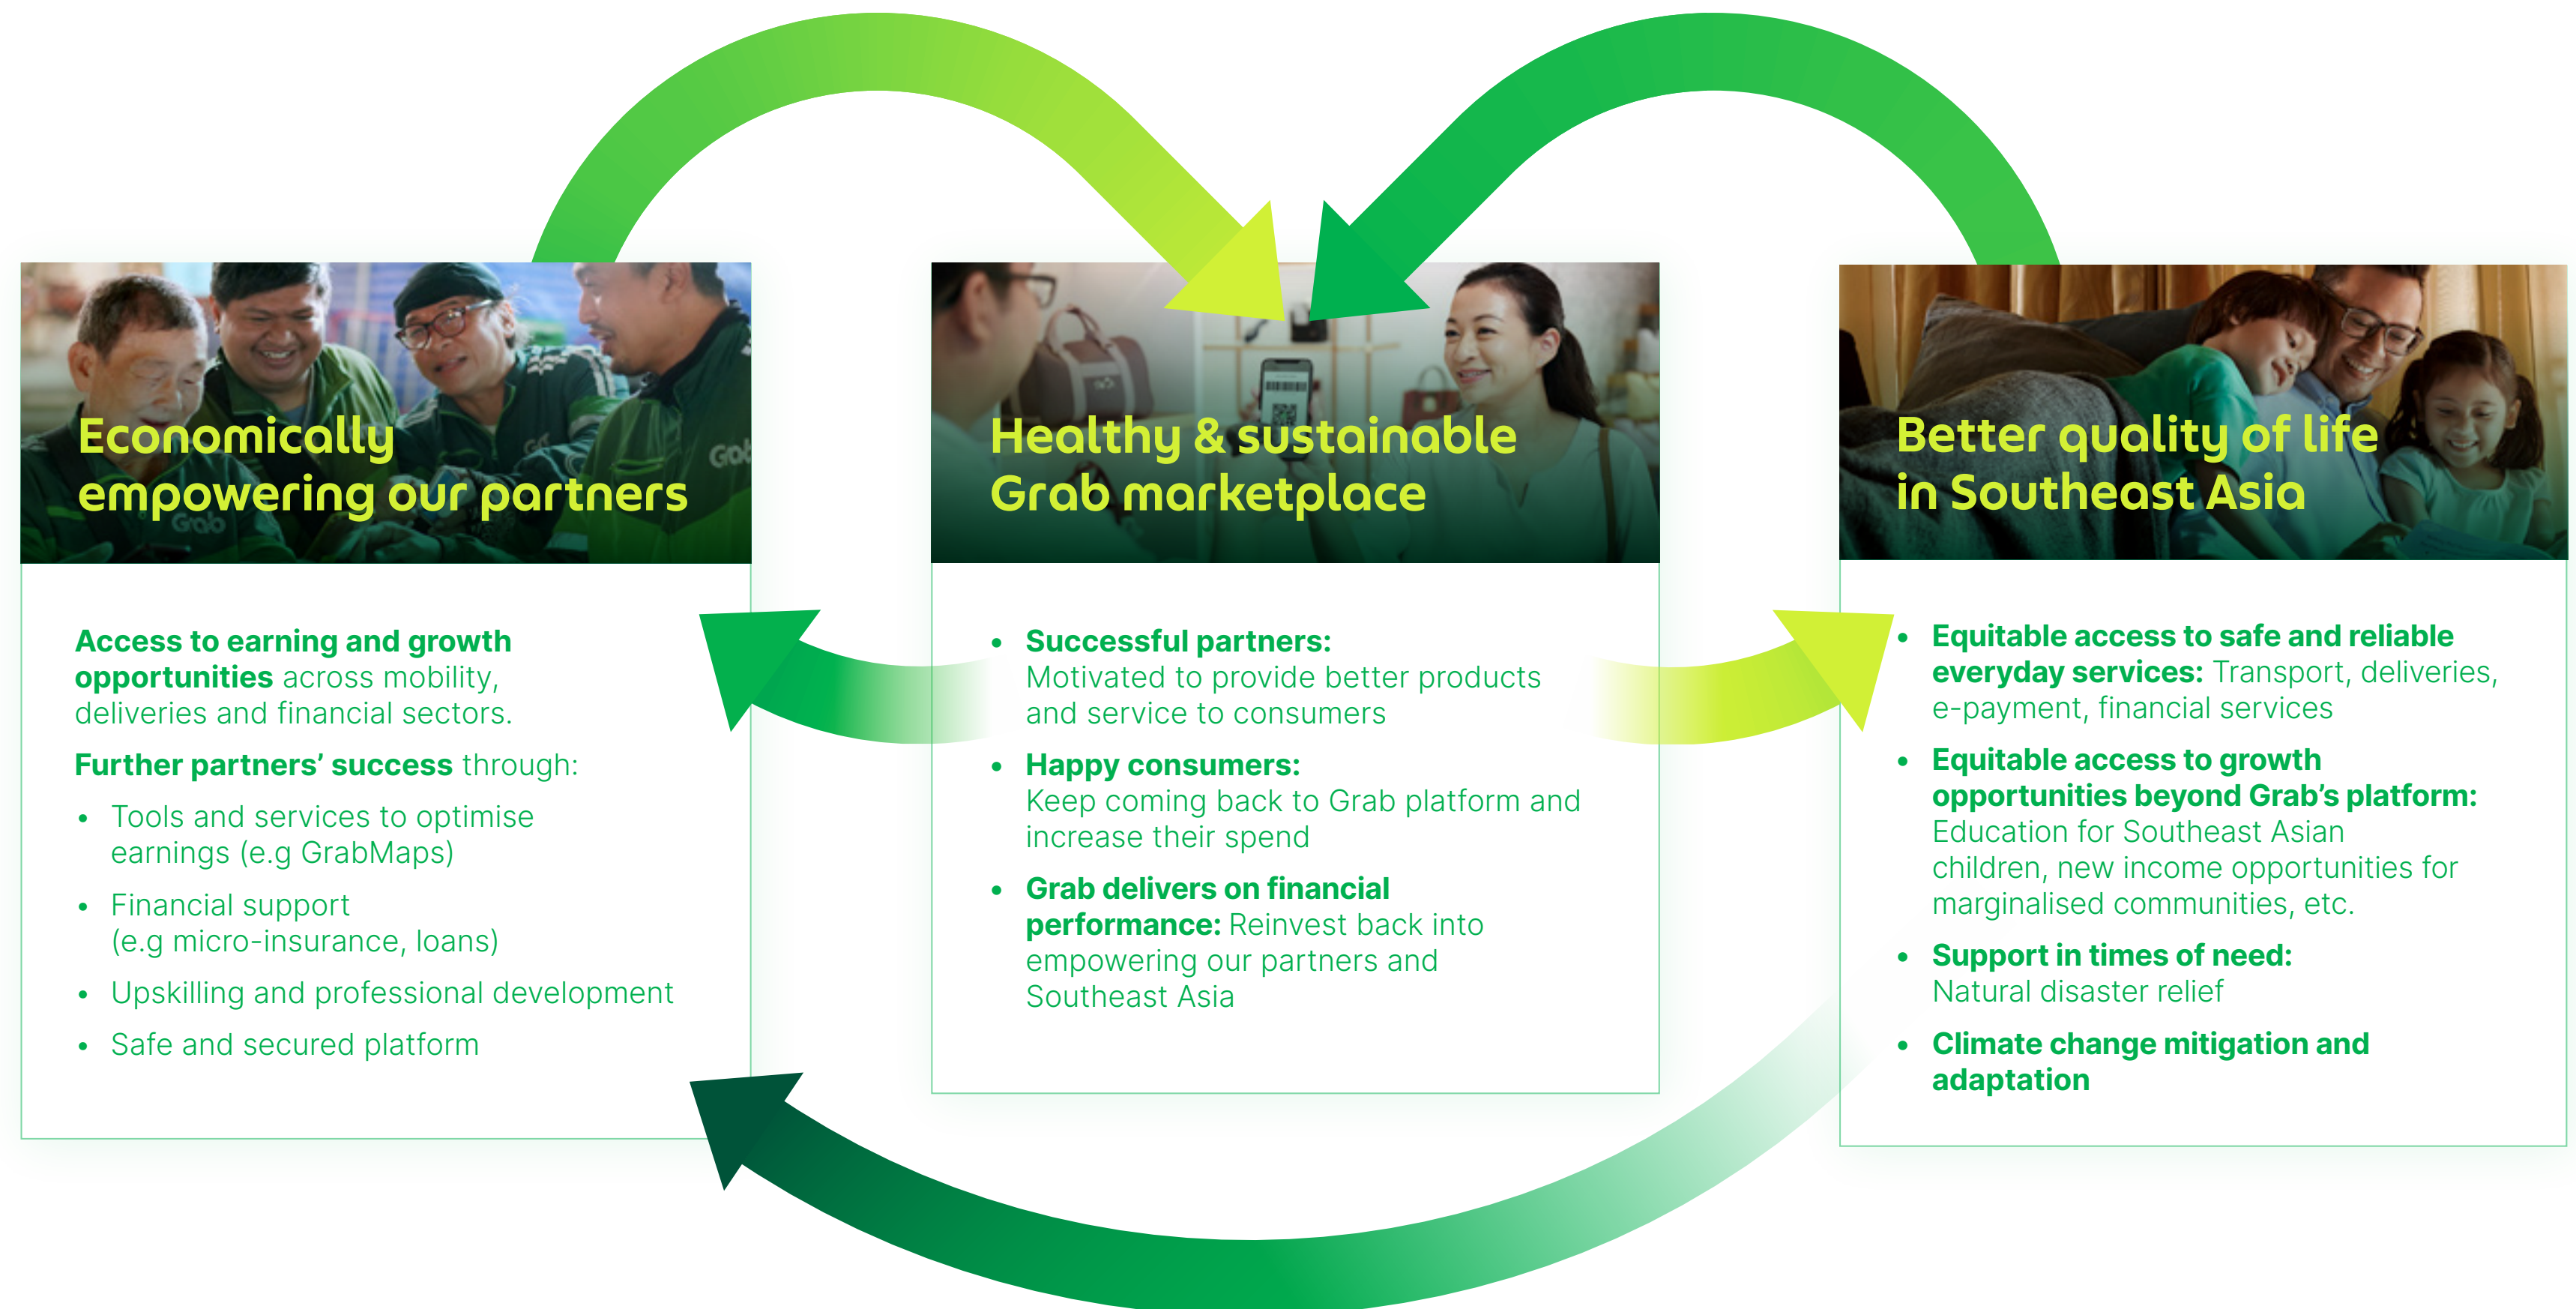 Economically
empowering our partners
Grab
Access to earning and growth
opportunities across mobility,
deliveries and financial sectors.
Further partners’ success through:
• Tools and services to optimise
earnings (e.g GrabMaps)
• Financial support
(e.g micro-insurance, loans)
• Upskilling and professional development
• Safe and secured platform
Healthy & sustainable
Grab marketplace
• Successful partners:
Motivated to provide better products
and service to consumers
• Happy consumers:
Keep coming back to Grab platform and
increase their spend
• Grab delivers on financial
performance: Reinvest back into
empowering our partners and
Southeast Asia
Better quality of life
in Southeast Asia
• Equitable access to safe and reliable
everyday services: Transport, deliveries,
e-payment, financial services
• Equitable access to growth
opportunities beyond Grab’s platform:
Education for Southeast Asian
children, new income opportunities for
marginalised communities, etc.
• Support in times of need:
Natural disaster relief
• Climate change mitigation and
adaptation